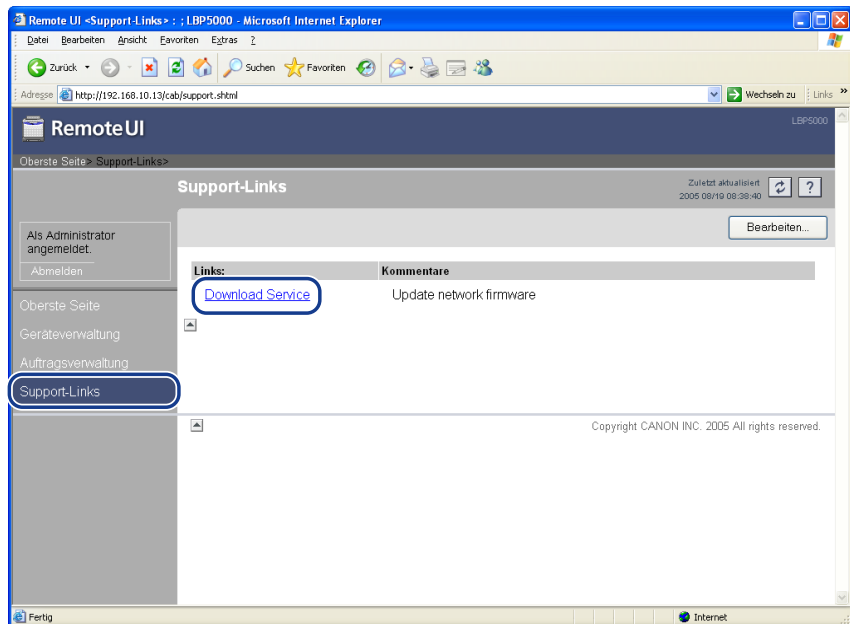 Remote UI <Support-Links> : ; LBP5000 - Microsoft Internet Explorer
Datei Bearbeiten Ansicht Favoriten Extras ?
Zurück Suchen Favoriten
Adresse http://192.168.10.13/cab/support.shtml Wechseln zu Links »
Remote UI LBP5000
Oberste Seite> Support-Links>
Support-Links Zuletzt aktualisiert
2005 08/19 08:38:40 ?
Bearbeiten...
Als Administrator
angemeldet.
Abmelden
Links: Kommentare
Download Service Update network firmware
Oberste Seite
Geräteverwaltung
Auftragsverwaltung
Support-Links
Copyright CANON INC. 2005 All rights reserved.
Fertig Internet